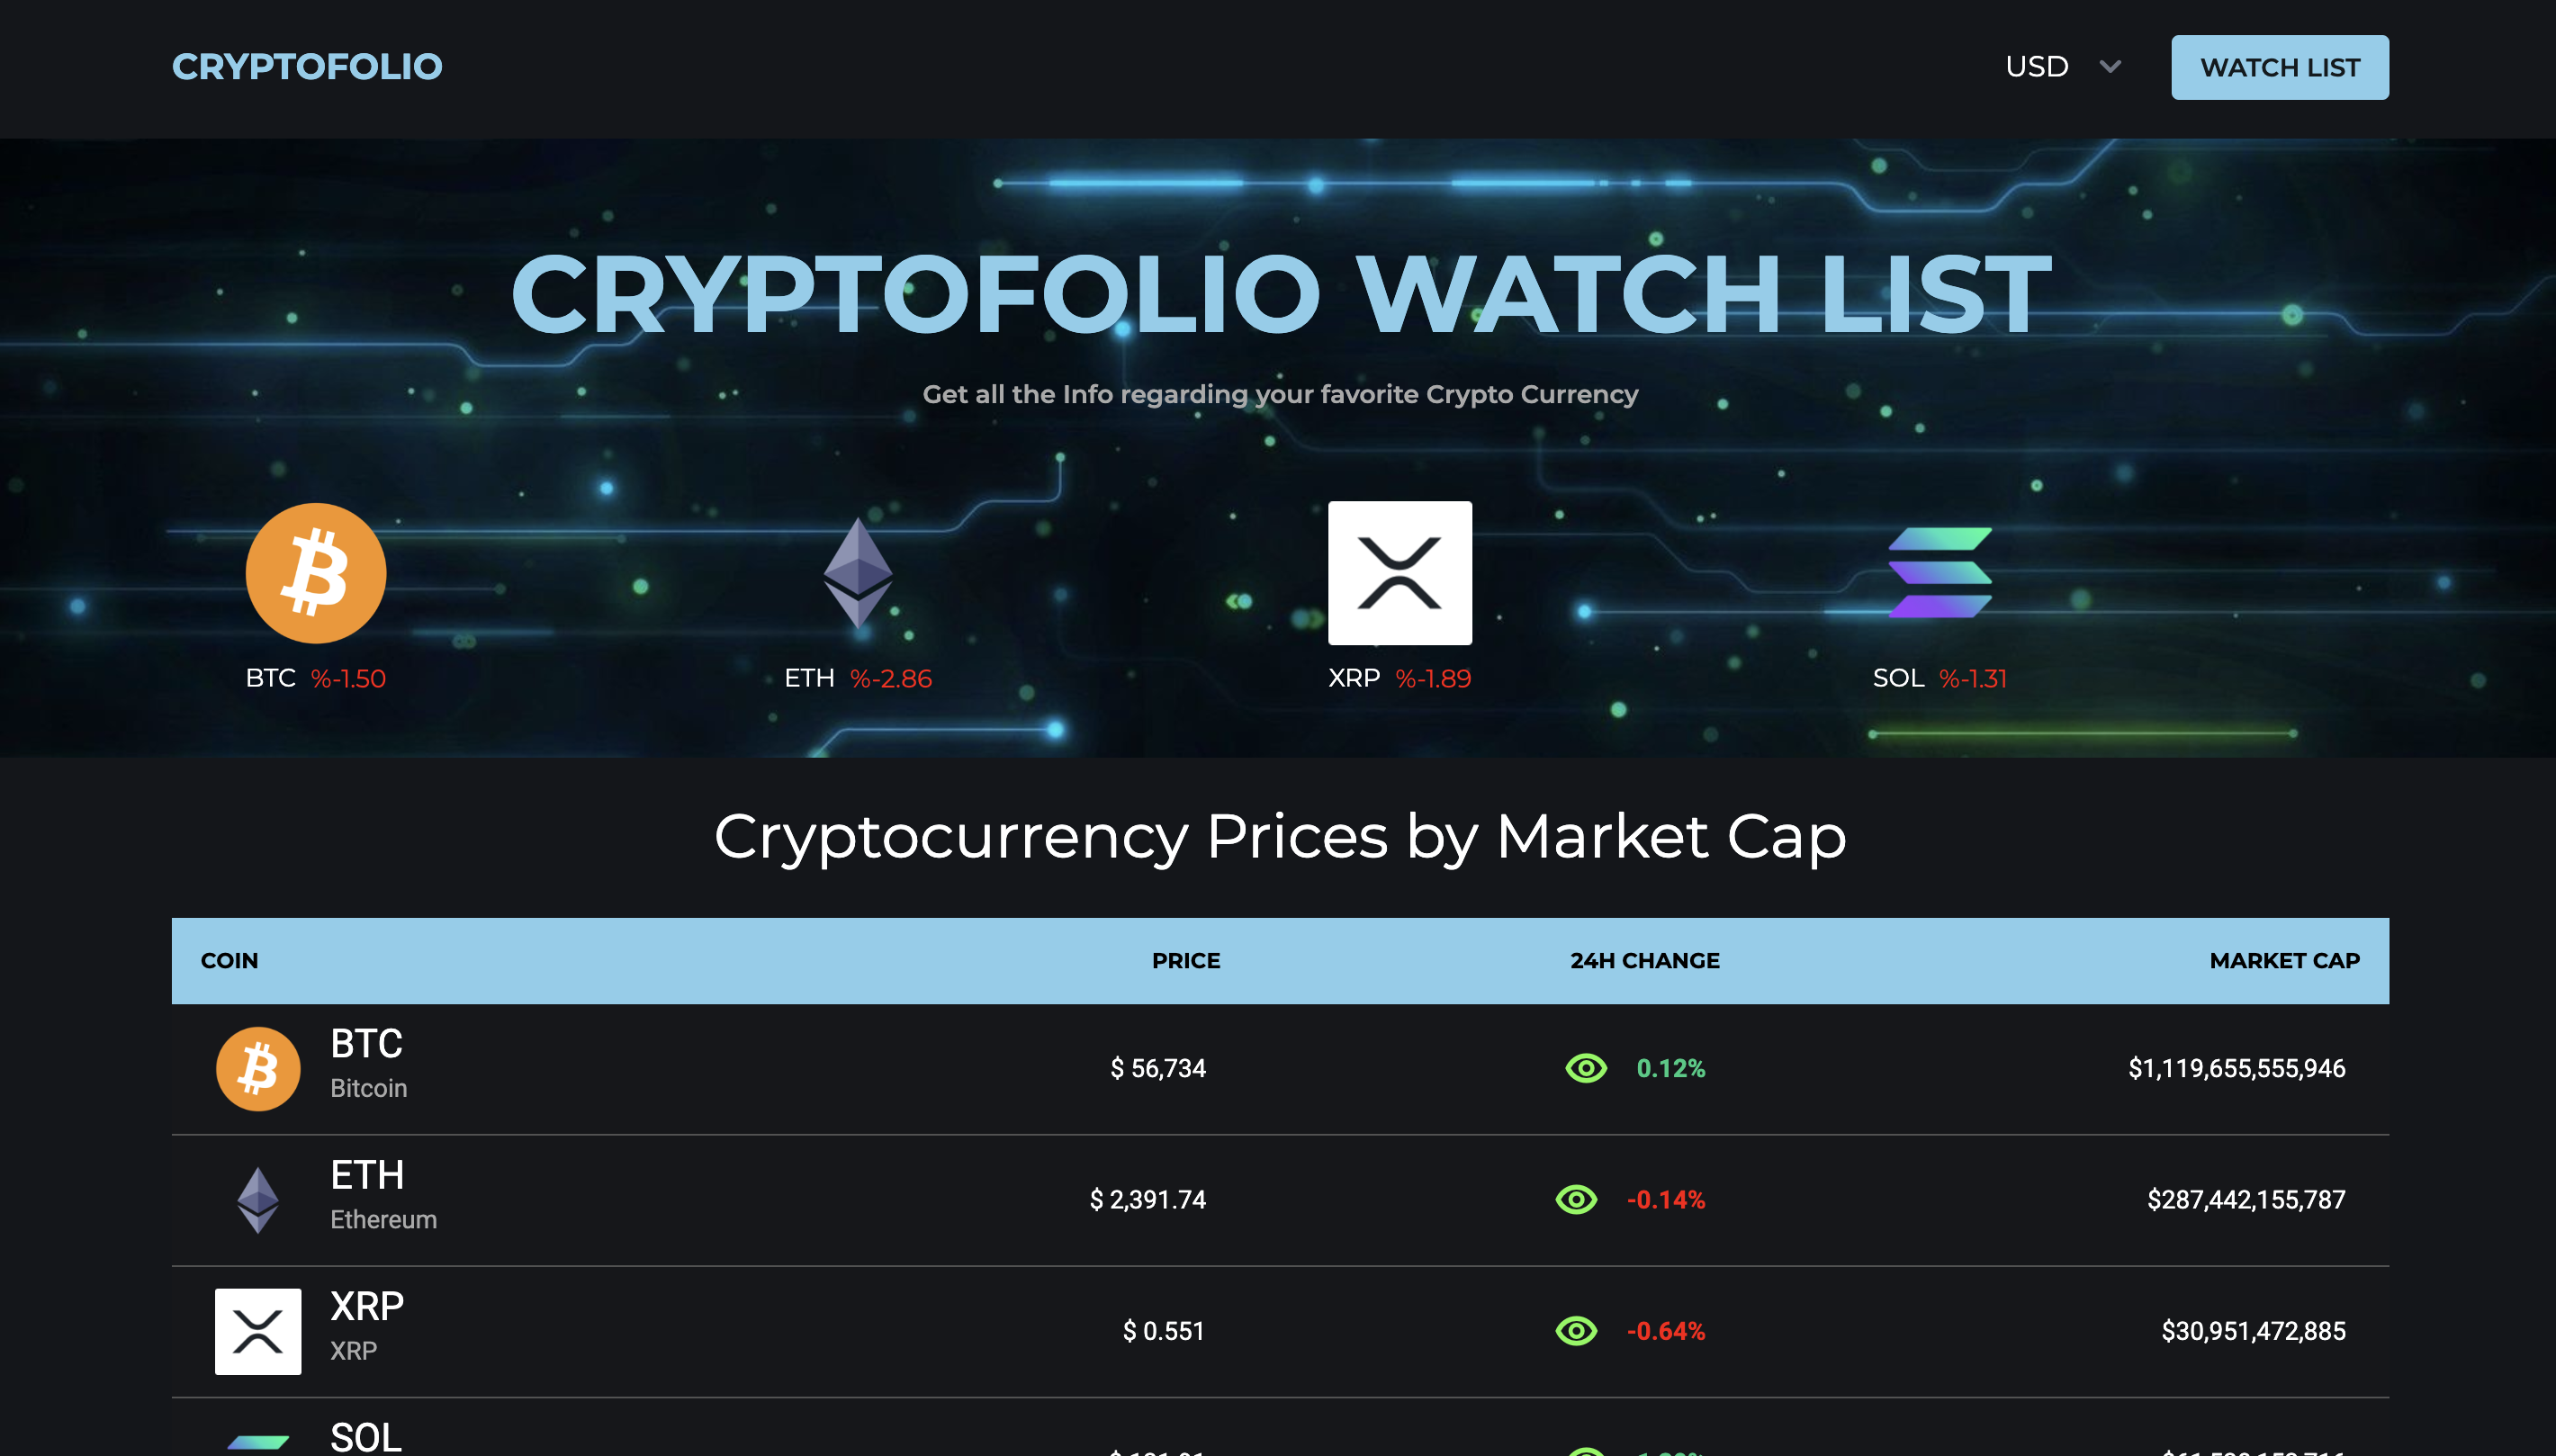 CRYPTOFOLIO
USD
WATCH LIST
CRYPTOFOLIO WATCH LIST
Get all the Info regarding your favorite Crypto Currency
BTC %-1.50
ETH %-2.86
XRP %-1.89
SOL %-1.31
Cryptocurrency Prices by Market Cap
COIN PRICE 24H CHANGE MARKET CAP
BTC
Bitcoin
$ 56,734
0.12%
$1,119,655,555,946
ETH
Ethereum
$ 2,391.74
-0.14%
$287,442,155,787
XRP
XRP
$ 0.551
-0.64%
$30,951,472,885
SOL